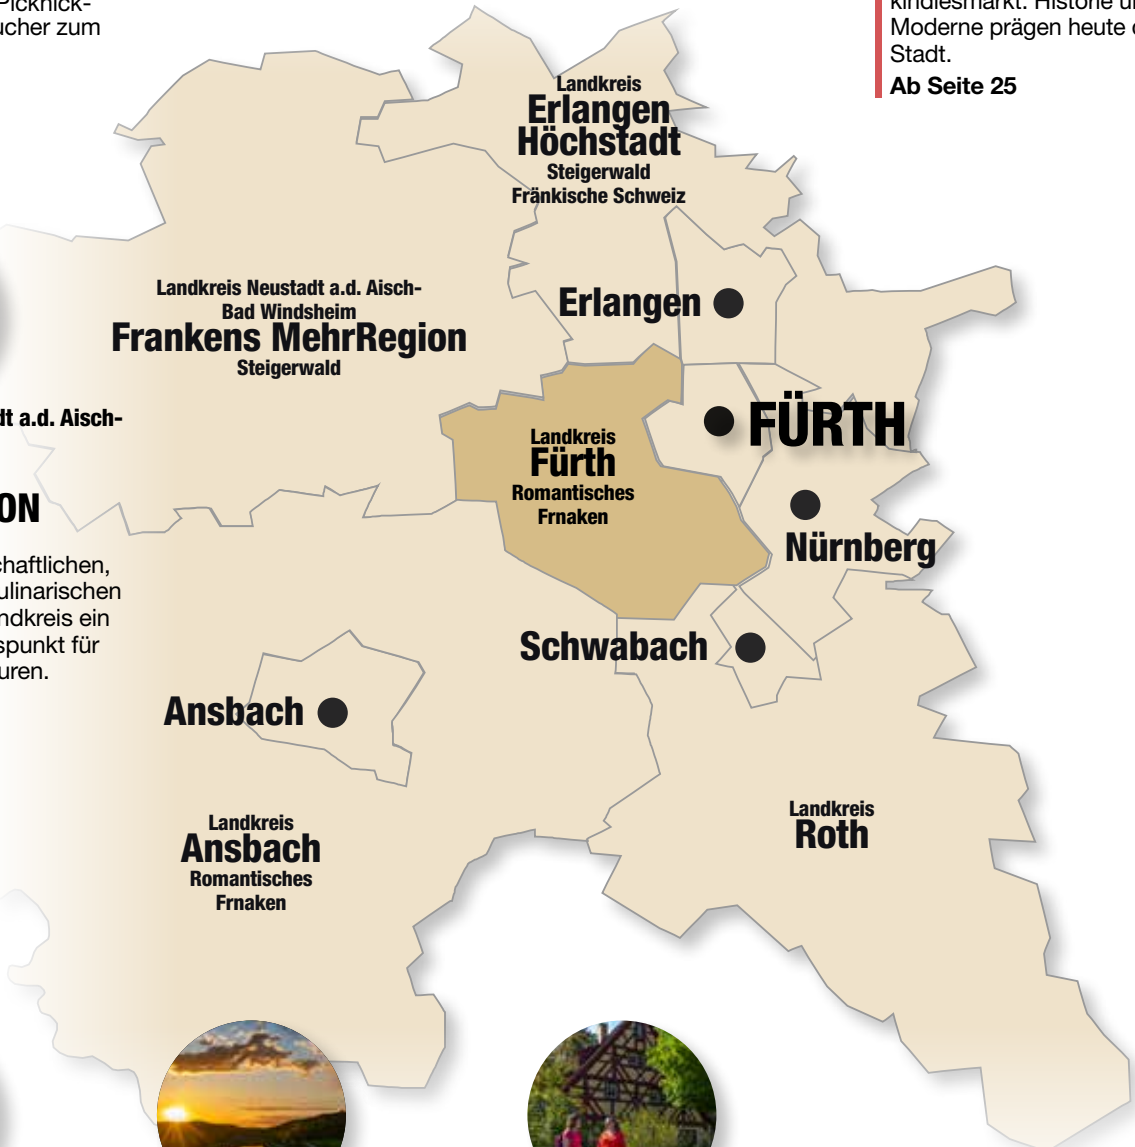 Picknick-
ucher zum
Moderne prägen heute
Stadt.
Ab Seite 25
Landkreis
Erlangen
Höchstadt
Steigerwald
Fränkische Schweiz
Landkreis Neustadt a.d. Aisch-
Bad Windsheim
Frankens MehrRegion
Steigerwald
Erlangen
dt a.d. Aisch-
FÜRTH
Landkreis
Fürth
Romantisches
Frnaken
ON
Nürnberg
chaftlichen,
ulinarischen
ndkreis ein
spunkt für
uren.
Schwabach
Ansbach
Landkreis
Roth
Landkreis
Ansbach
Romantisches
Frnaken